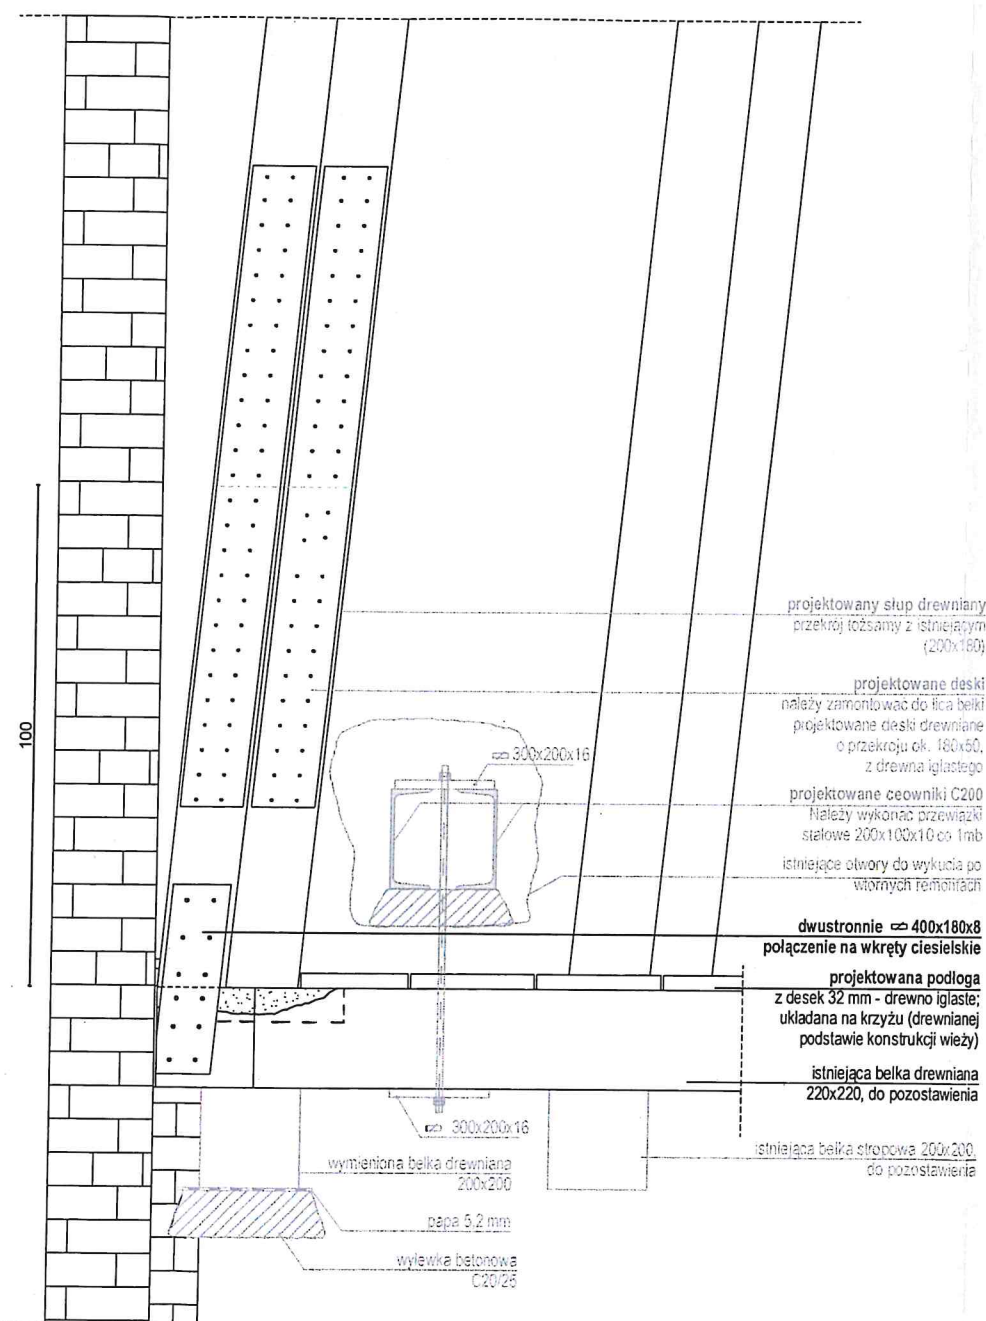 projektowany słup drewniany
przekrój tożsamy z istniejącym
(200x180)
projektowane deski
należy zamontować do lica belki
projektowane deski drewniane
o przekroju ok. 180x50,
z drewna iglastego
100
300x200x16
projektowane ceowniki C200
Należy wykonać przewiązki
stalowe 200x100x10 co 1mb
istniejące otwory do wykucia po
wtórnych remontach
dwustronnie ▭ 400x180x8
połączenie na wkręty ciesielskie
projektowana podłoga
z desek 32 mm - drewno iglaste;
układana na krzyżu (drewnianej
podstawie konstrukcji wieży)
istniejąca belka drewniana
220x220, do pozostawienia
300x200x16
istniejąca belka stropowa 200x200,
do pozostawienia
wymieniona belka drewniana
200x200
papa 5,2 mm
wylewka betonowa
C20/25